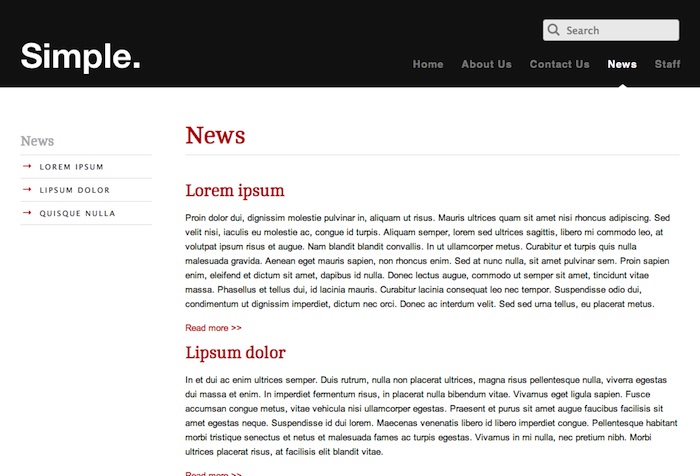 Search
Simple.
Home About Us Contact Us News Staff
News
→ LOREM IPSUM
→ LIPSUM DOLOR
→ QUISQUE NULLA
News
Lorem ipsum
Proin dolor dui, dignissim molestie pulvinar in, aliquam ut risus. Mauris ultrices quam sit amet nisi rhoncus adipiscing. Sed
velit nisi, iaculis eu molestie ac, congue id turpis. Aliquam semper, lorem sed ultrices sagittis, libero mi commodo leo, at
volutpat ipsum risus et augue. Nam blandit blandit convallis. In ut ullamcorper metus. Curabitur et turpis quis nulla
malesuada gravida. Aenean eget mauris sapien, non rhoncus enim. Sed at nunc nulla, sit amet pulvinar sem. Proin sapien
enim, eleifend et dictum sit amet, dapibus id nulla. Donec lectus augue, commodo ut semper sit amet, tincidunt vitae
massa. Phasellus et tellus dui, id lacinia mauris. Curabitur lacinia consequat leo nec tempor. Suspendisse odio dui,
condimentum ut dignissim imperdiet, dictum nec orci. Donec ac interdum velit. Sed sed urna tellus, eu placerat metus.
Read more >>
Lipsum dolor
In et dui ac enim ultrices semper. Duis rutrum, nulla non placerat ultrices, magna risus pellentesque nulla, viverra egestas
dui massa et enim. In imperdiet fermentum risus, in placerat nulla bibendum vitae. Vivamus eget ligula sapien. Fusce
accumsan congue metus, vitae vehicula nisi ullamcorper egestas. Praesent et purus sit amet augue faucibus facilisis sit
amet egestas neque. Suspendisse id dui lorem. Maecenas venenatis libero id libero imperdiet congue. Pellentesque habitant
morbi tristique senectus et netus et malesuada fames ac turpis egestas. Vivamus in mi nulla, nec pretium nibh. Morbi
ultrices placerat risus, at facilisis elit blandit vitae.
Read more >>